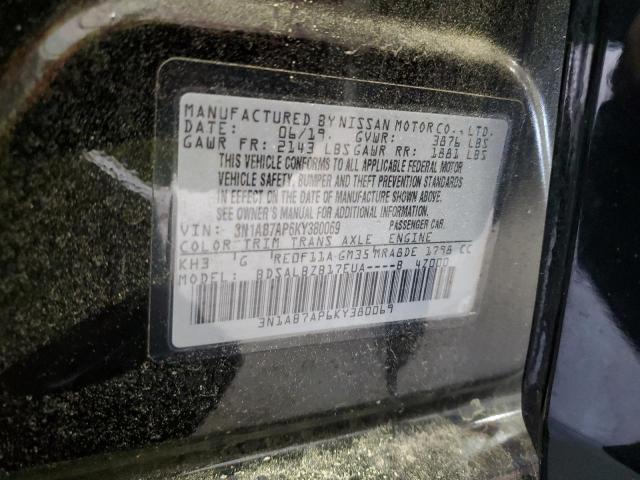 MANUFACTURED BY NISSAN MOTOR CO., LTD.
DATE: 06/19. GVWR: 3876 LBS
GAWR FR: 2143 LBS GAWR RR: 1881 LBS
THIS VEHICLE CONFORMS TO ALL APPLICABLE FEDERAL MOTOR
VEHICLE SAFETY, BUMPER AND THEFT PREVENTION STANDARDS
IN EFFECT ON THE DATE OF MANUFACTURE SHOWN ABOVE.
SEE OWNER'S MANUAL FOR ADDITIONAL INFORMATION.
VIN: 3N1AB7AP6KY380069 PASSENGER CAR.
COLOR TRIM TRANS AXLE ENGINE
KH3 'G RE0F11A GM35 MRA8DE 1798 CC
MODEL: BDSALBZB17EUA----B 47000
3N1AB7AP6KY380069